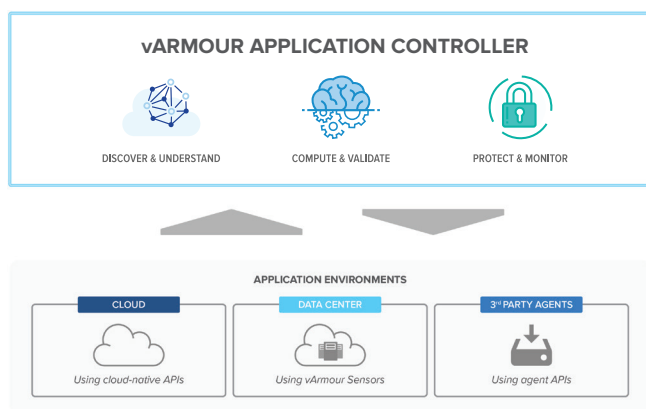 vARMOUR APPLICATION CONTROLLER
DISCOVER & UNDERSTAND
COMPUTE & VALIDATE
PROTECT & MONITOR
APPLICATION ENVIRONMENTS
CLOUD
DATA CENTER
3rd PARTY AGENTS
Using cloud-native APIs
Using vArmour Sensors
Using agent APIs